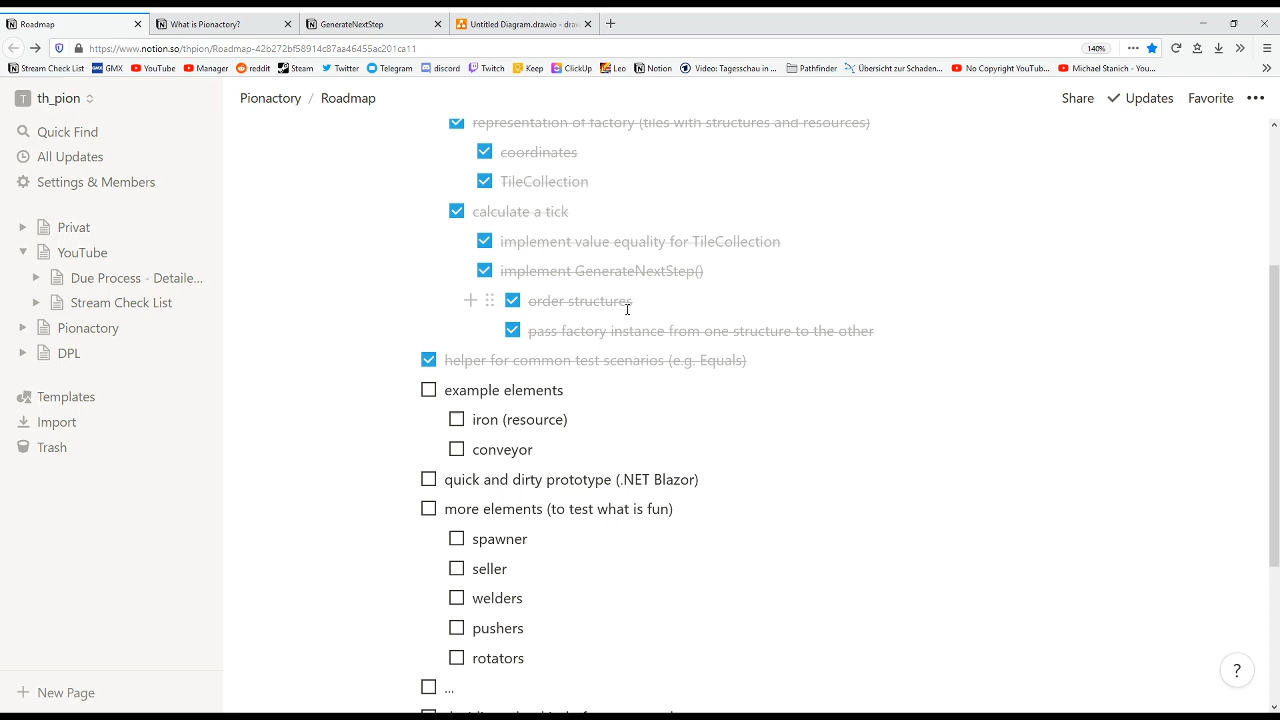 Roadmap
What is Pionactory?
GenerateNextStep
Untitled Diagram.drawio - dra
https://www.notion.so/thpion/Roadmap-42b272bf58914c87aa46455ac201ca11
140%
Stream Check List
GMX
YouTube
Manager
reddit
Steam
Twitter
Telegram
discord
Twitch
Keep
ClickUp
Notion
Video: Tagesschau in ...
Pathfinder
Übersicht zur Schaden...
No Copyright YouTub...
Michael Stanich - You...
T th_pion
Pionactory / Roadmap
Share
Updates
Favorite
Quick Find
All Updates
Settings & Members
Privat
YouTube
Due Process - Detaile...
Stream Check List
Pionactory
DPL
Templates
Import
Trash
New Page
representation of factory (tiles with structures and resources)
coordinates
TileCollection
calculate a tick
implement value equality for TileCollection
implement GenerateNextStep()
order structures
pass factory instance from one structure to the other
helper for common test scenarios (e.g. Equals)
example elements
iron (resource)
conveyor
quick and dirty prototype (.NET Blazor)
more elements (to test what is fun)
spawner
seller
welders
pushers
rotators
...
?